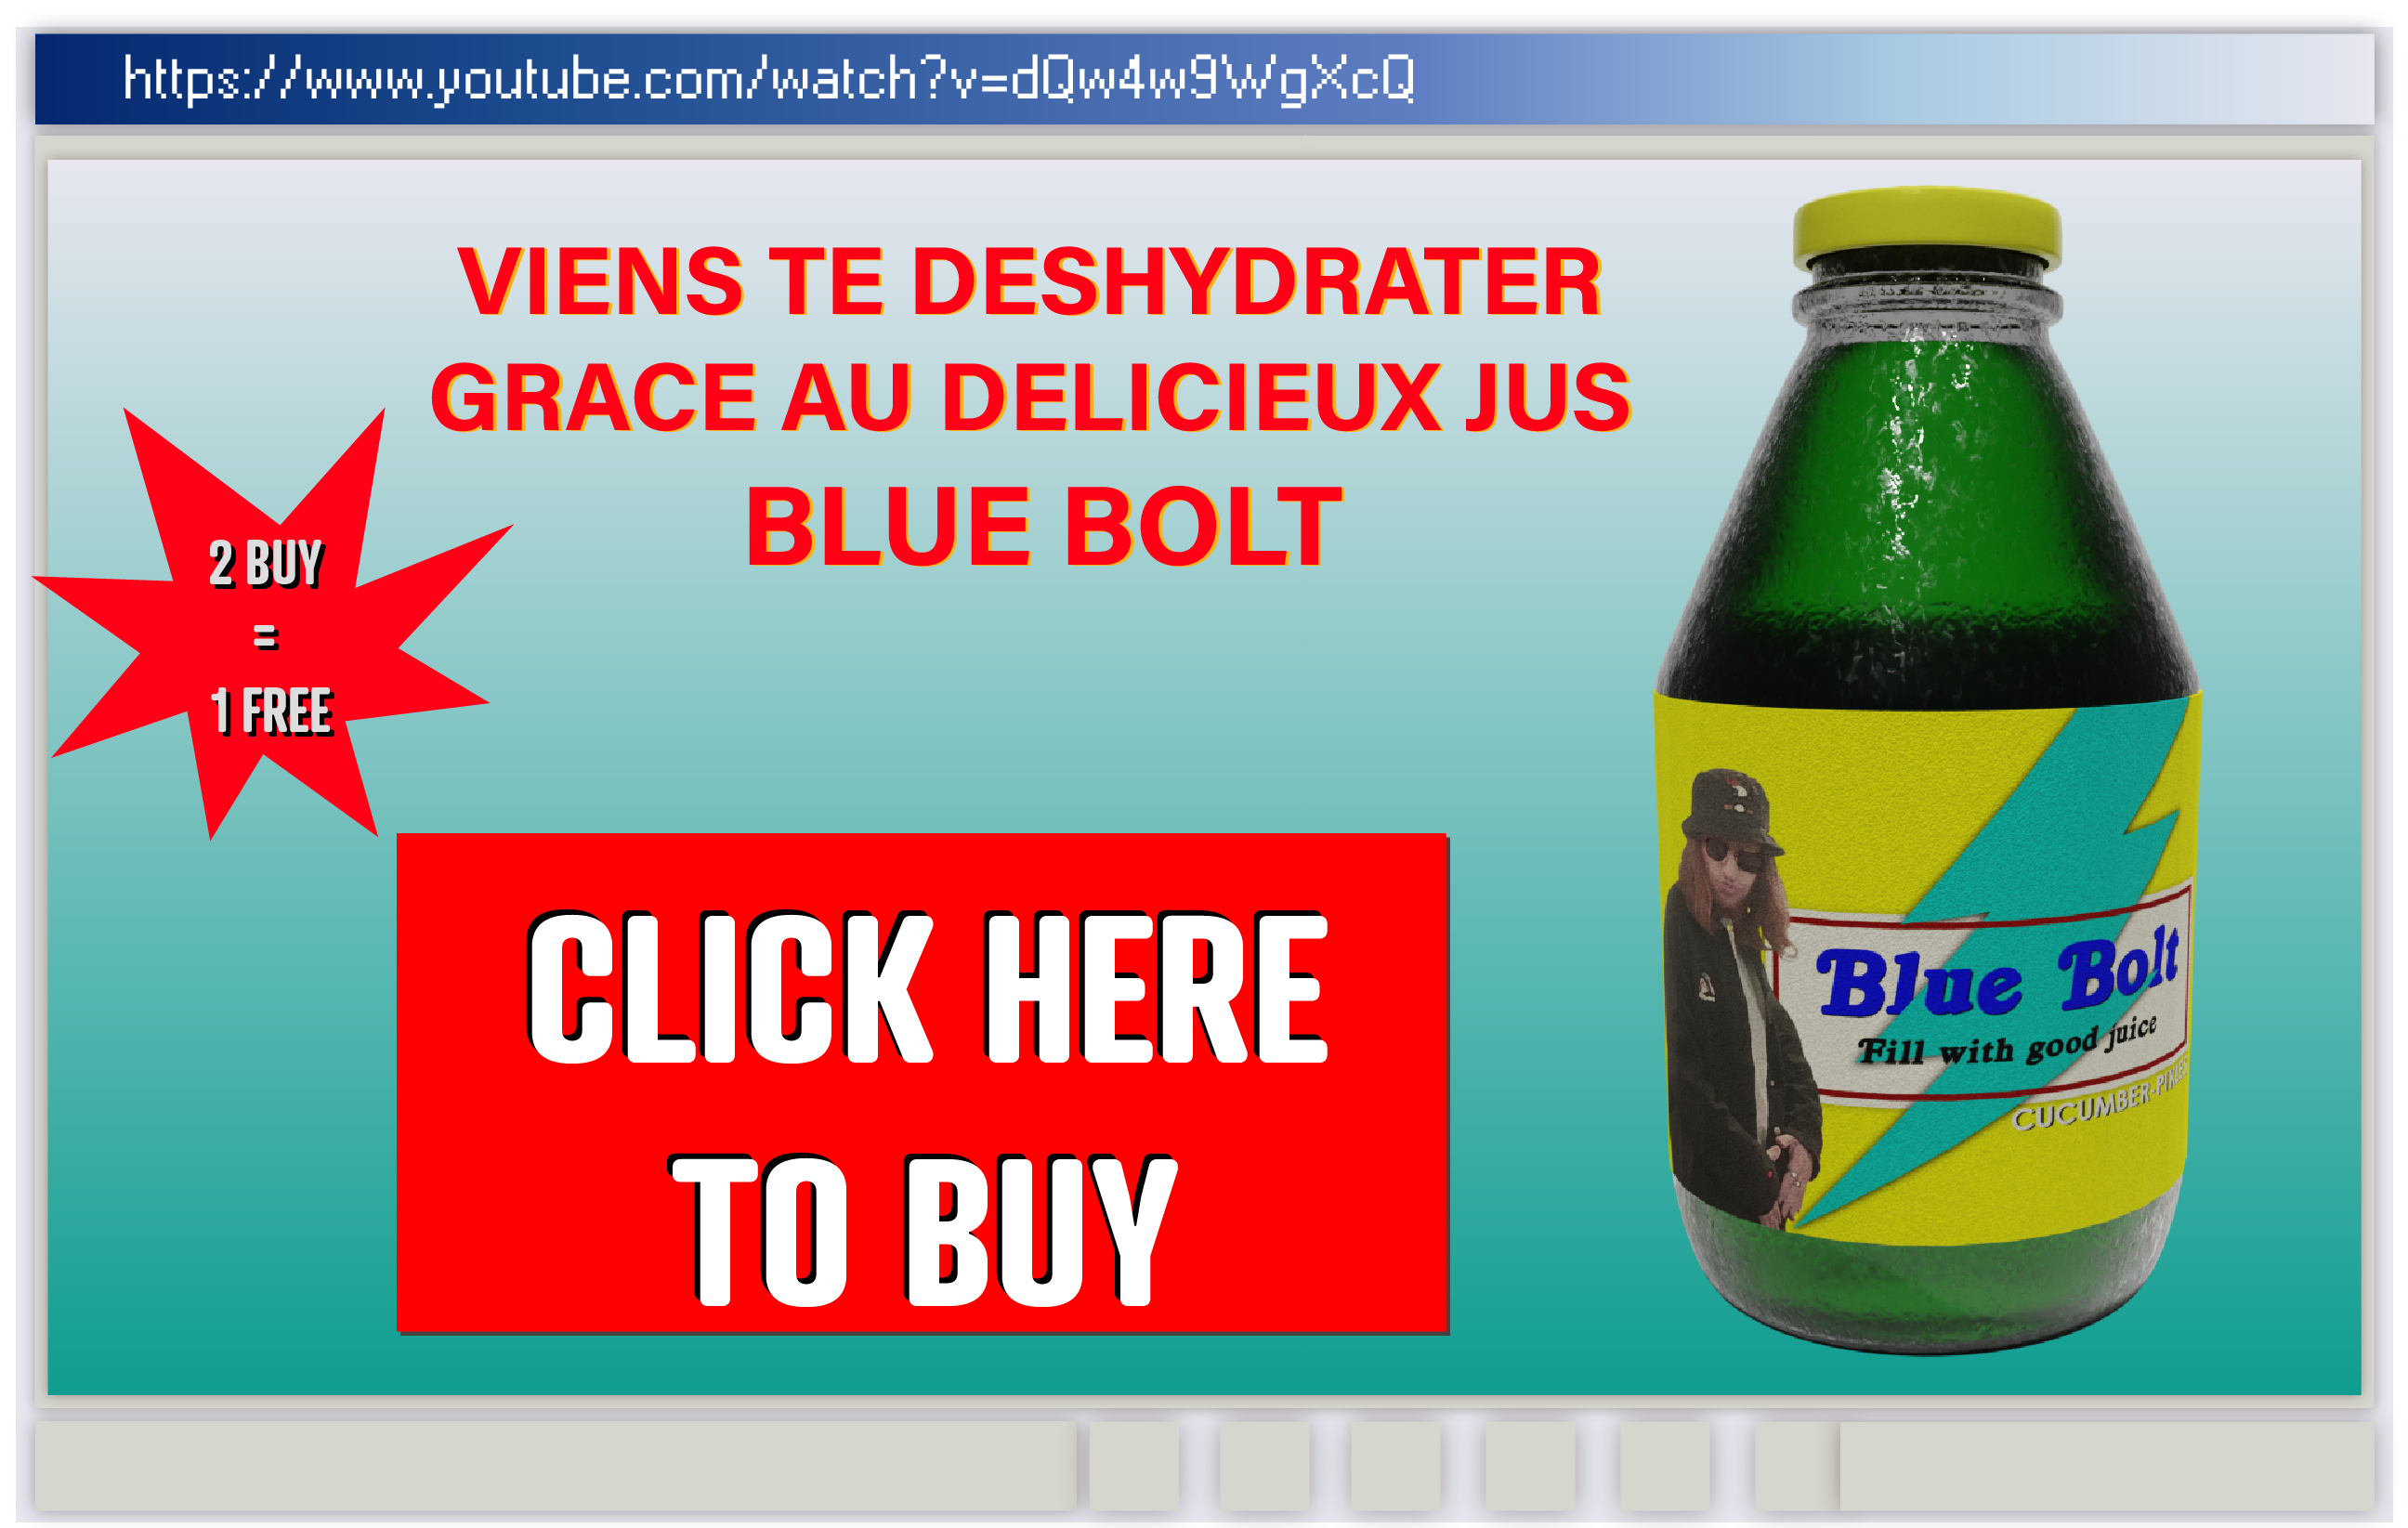 https://www.youtube.com/watch?v=dQw4w9WgXcQ
VIENS TE DESHYDRATER
GRACE AU DELICIEUX JUS
BLUE BOLT
2 BUY
=
1 FREE
CLICK HERE
TO BUY
Blue Bolt
Fill with good juice